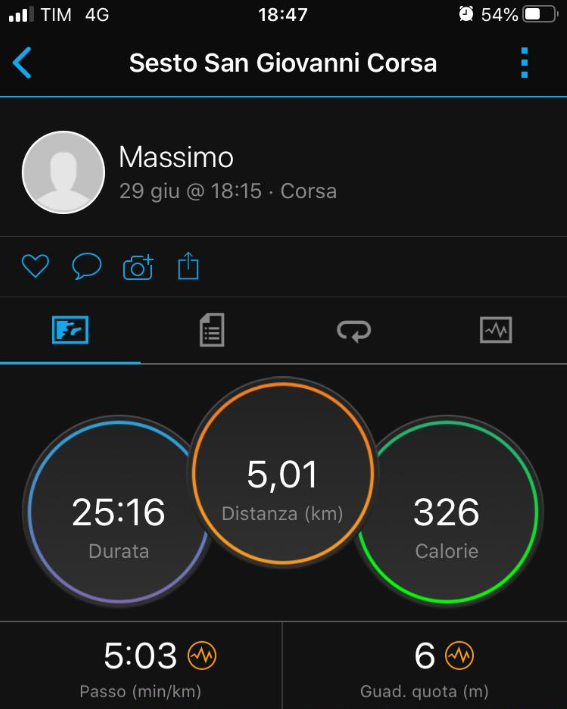 TIM 4G 18:47 54%
Sesto San Giovanni Corsa
Massimo
29 giu @ 18:15 · Corsa
5,01
Distanza (km)
25:16
Durata
326
Calorie
5:03
Passo (min/km)
6
Guad. quota (m)